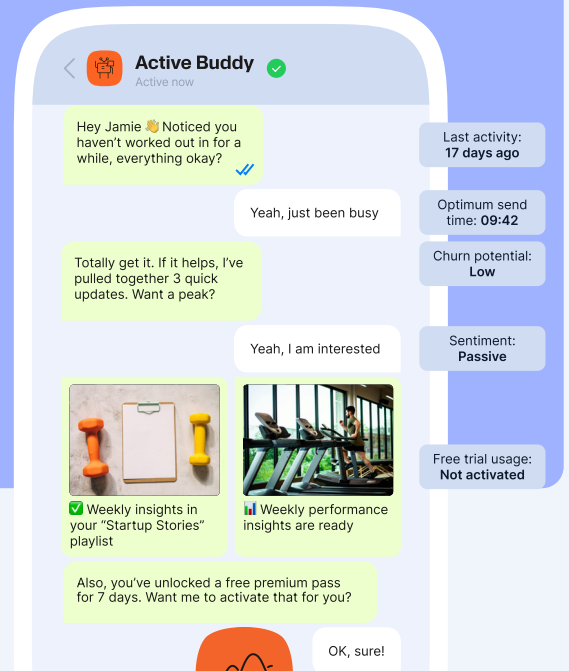 Active Buddy
Active now
Hey Jamie 👋 Noticed you
haven’t worked out in for a
while, everything okay?
Last activity:
17 days ago
Yeah, just been busy
Optimum send
time: 09:42
Totally get it. If it helps, I’ve
pulled together 3 quick
updates. Want a peak?
Churn potential:
Low
Yeah, I am interested
Sentiment:
Passive
✅ Weekly insights in
your “Startup Stories”
playlist
📊 Weekly performance
insights are ready
Free trial usage:
Not activated
Also, you’ve unlocked a free premium pass
for 7 days. Want me to activate that for you?
OK, sure!